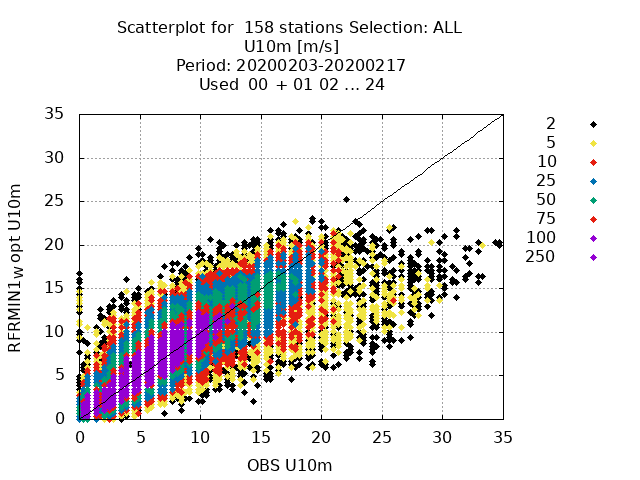 Scatterplot for  158 stations Selection: ALL
U10m [m/s]
Period: 20200203-20200217
Used  00 + 01 02 ... 24
RFRMIN1_W opt U10m
35
30
25
20
15
10
5
0
0 5 10 15 20 25 30 35
OBS U10m
2
5
10
25
50
75
100
250